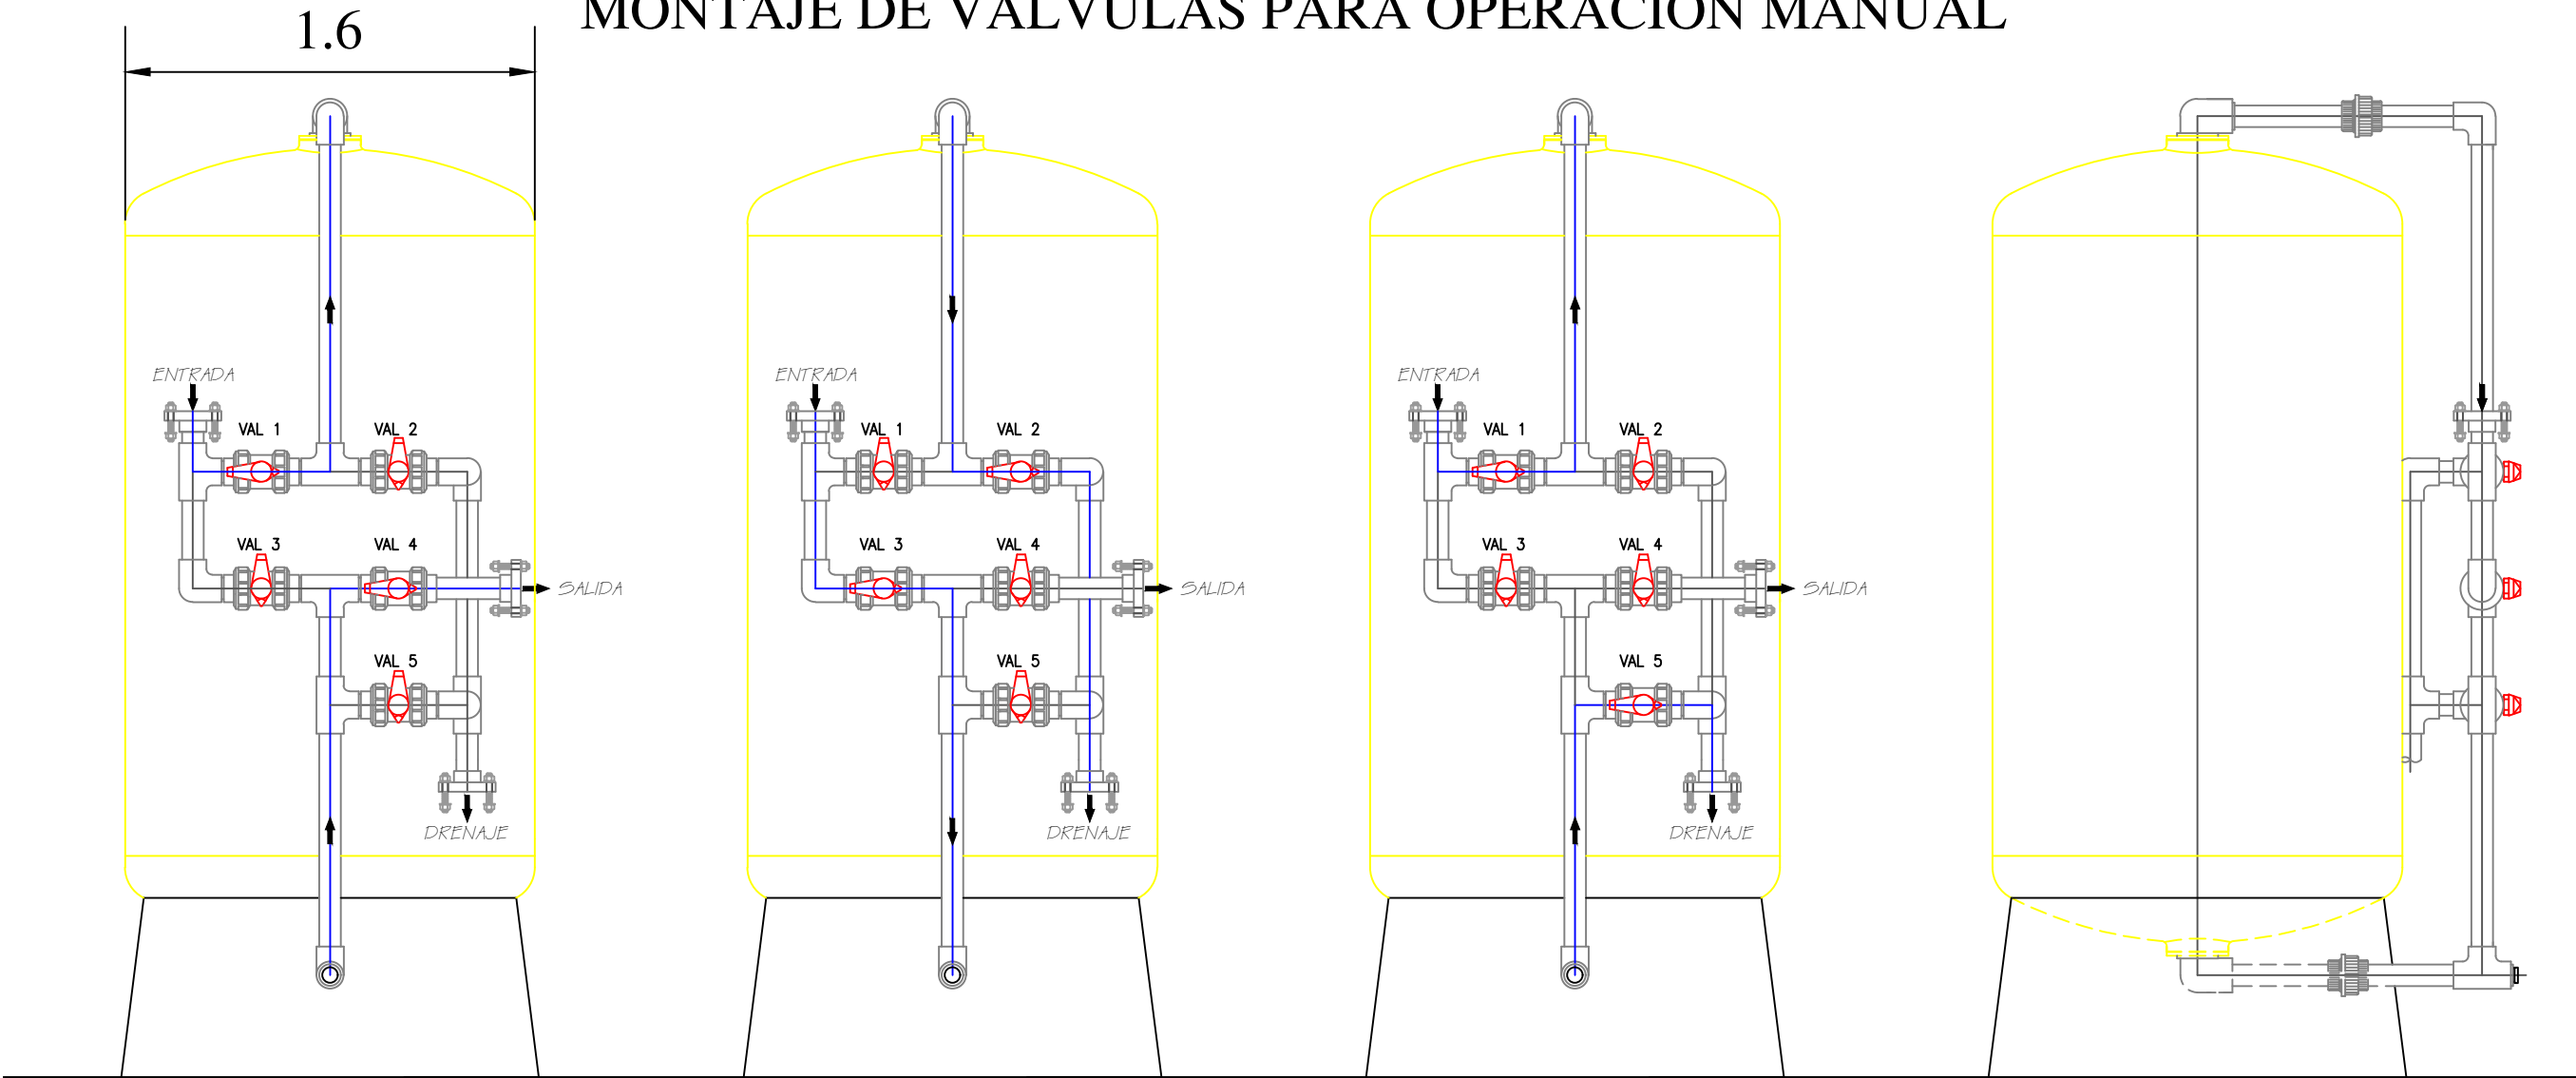 MONTAJE DE VALVULAS PARA OPERACION MANUAL
1.6
ENTRADA
VAL 1
VAL 2
VAL 3
VAL 4
SALIDA
VAL 5
DRENAJE
ENTRADA
VAL 1
VAL 2
VAL 3
VAL 4
SALIDA
VAL 5
DRENAJE
ENTRADA
VAL 1
VAL 2
VAL 3
VAL 4
SALIDA
VAL 5
DRENAJE